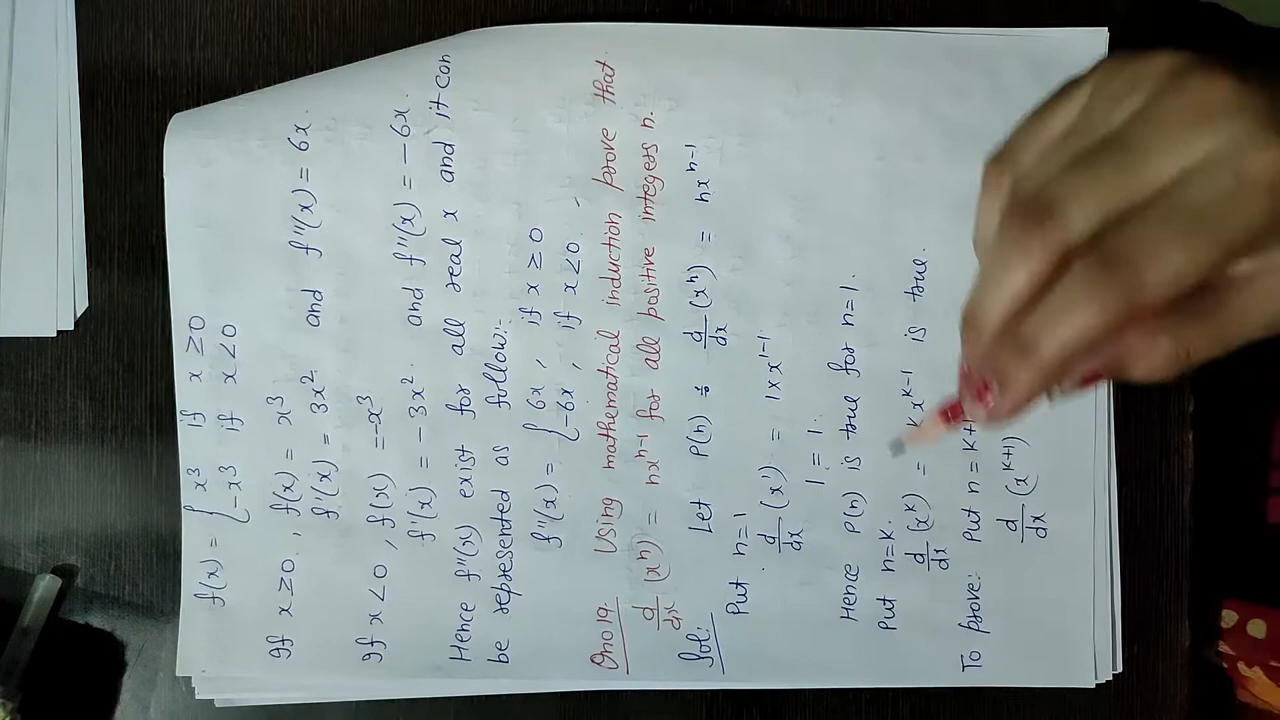 f(x) = { x³ if x ≥ 0
-x³ if x < 0
If x ≥ 0, f(x) = x³
f'(x) = 3x² and f''(x) = 6x.
If x < 0, f(x) = -x³
f'(x) = -3x². and f''(x) = -6x.
Hence f''(x) exist for all real x and it can
be represented as follow:-
f''(x) = { 6x, if x ≥ 0
-6x, if x < 0.
Qno 19. Using mathematical induction prove that
d/dx (xⁿ) = nxⁿ⁻¹ for all positive integers n.
Sol: Let P(n) : d/dx (xⁿ) = nxⁿ⁻¹
Put n=1
d/dx (x¹) = 1 × x¹⁻¹
1 = 1.
Hence P(n) is true for n = 1.
Put n = K.
d/dx (xᴷ) = K xᴷ⁻¹ is true.
To prove: Put n = K+1
d/dx (xᴷ⁺¹)